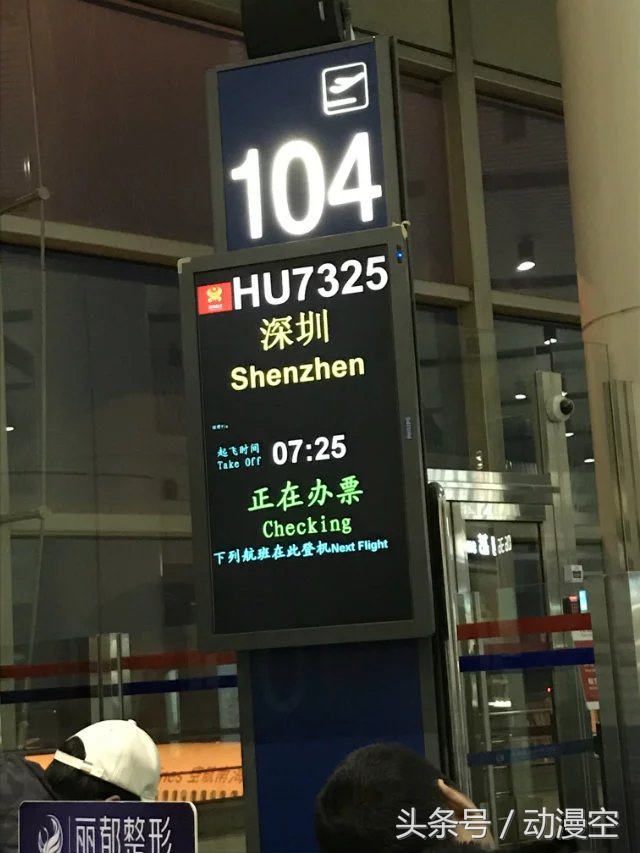 104
HU7325
深圳
Shenzhen
起飞时间
Take Off
07:25
正在办票
Checking
下列航班在此登机Next Flight
PHILIPS
丽都整形
头条号 / 动漫空